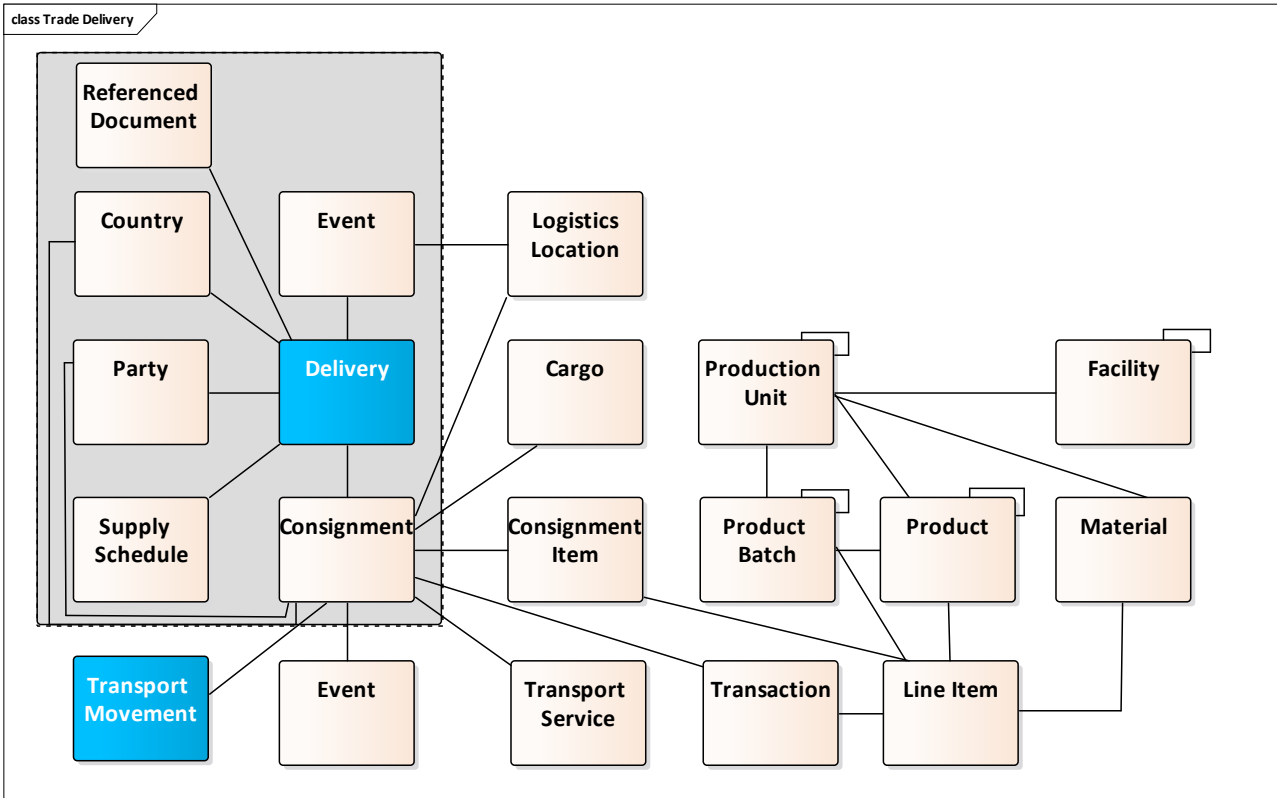 class Trade Delivery
Referenced
Document
Country
Event
Logistics
Location
Party
Delivery
Cargo
Production
Unit
Facility
Supply
Schedule
Consignment
Consignment
Item
Product
Batch
Product
Material
Transport
Movement
Event
Transport
Service
Transaction
Line Item